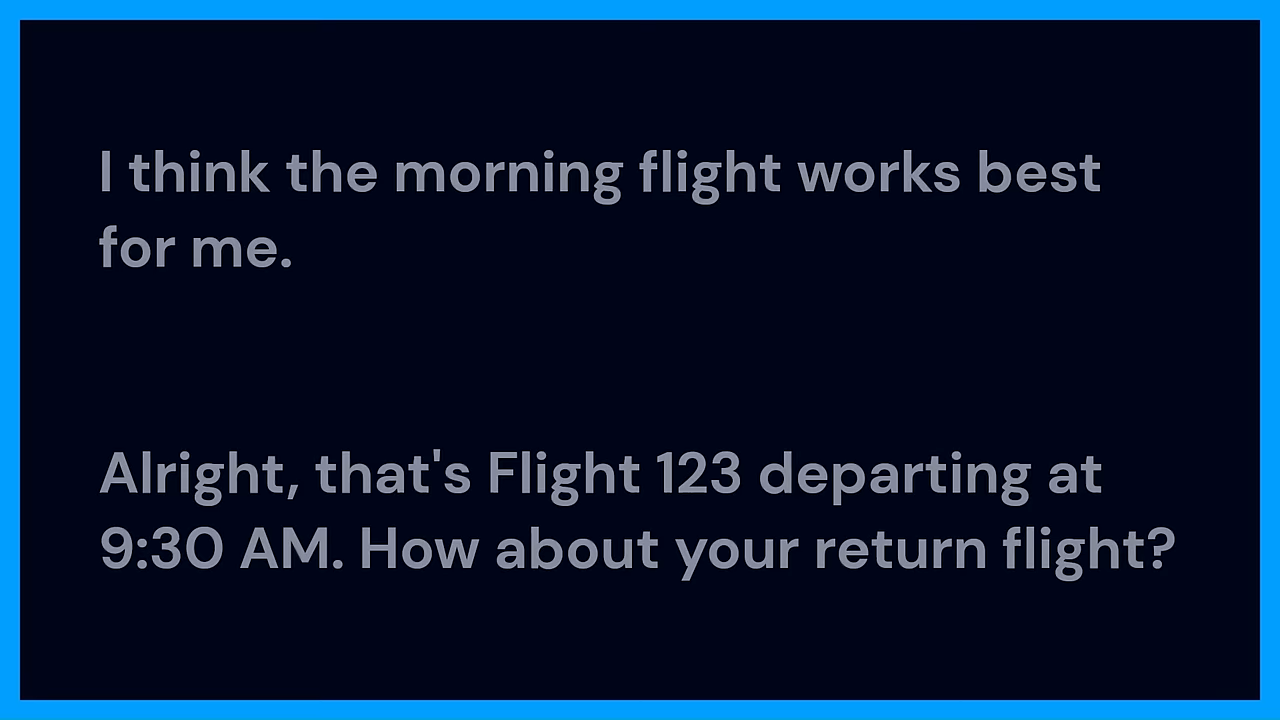 I think the morning flight works best
for me.
Alright, that's Flight 123 departing at
9:30 AM. How about your return flight?